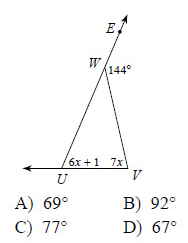 E
W
144°
6x + 1 7x
U V
A) 69° B) 92°
C) 77° D) 67°